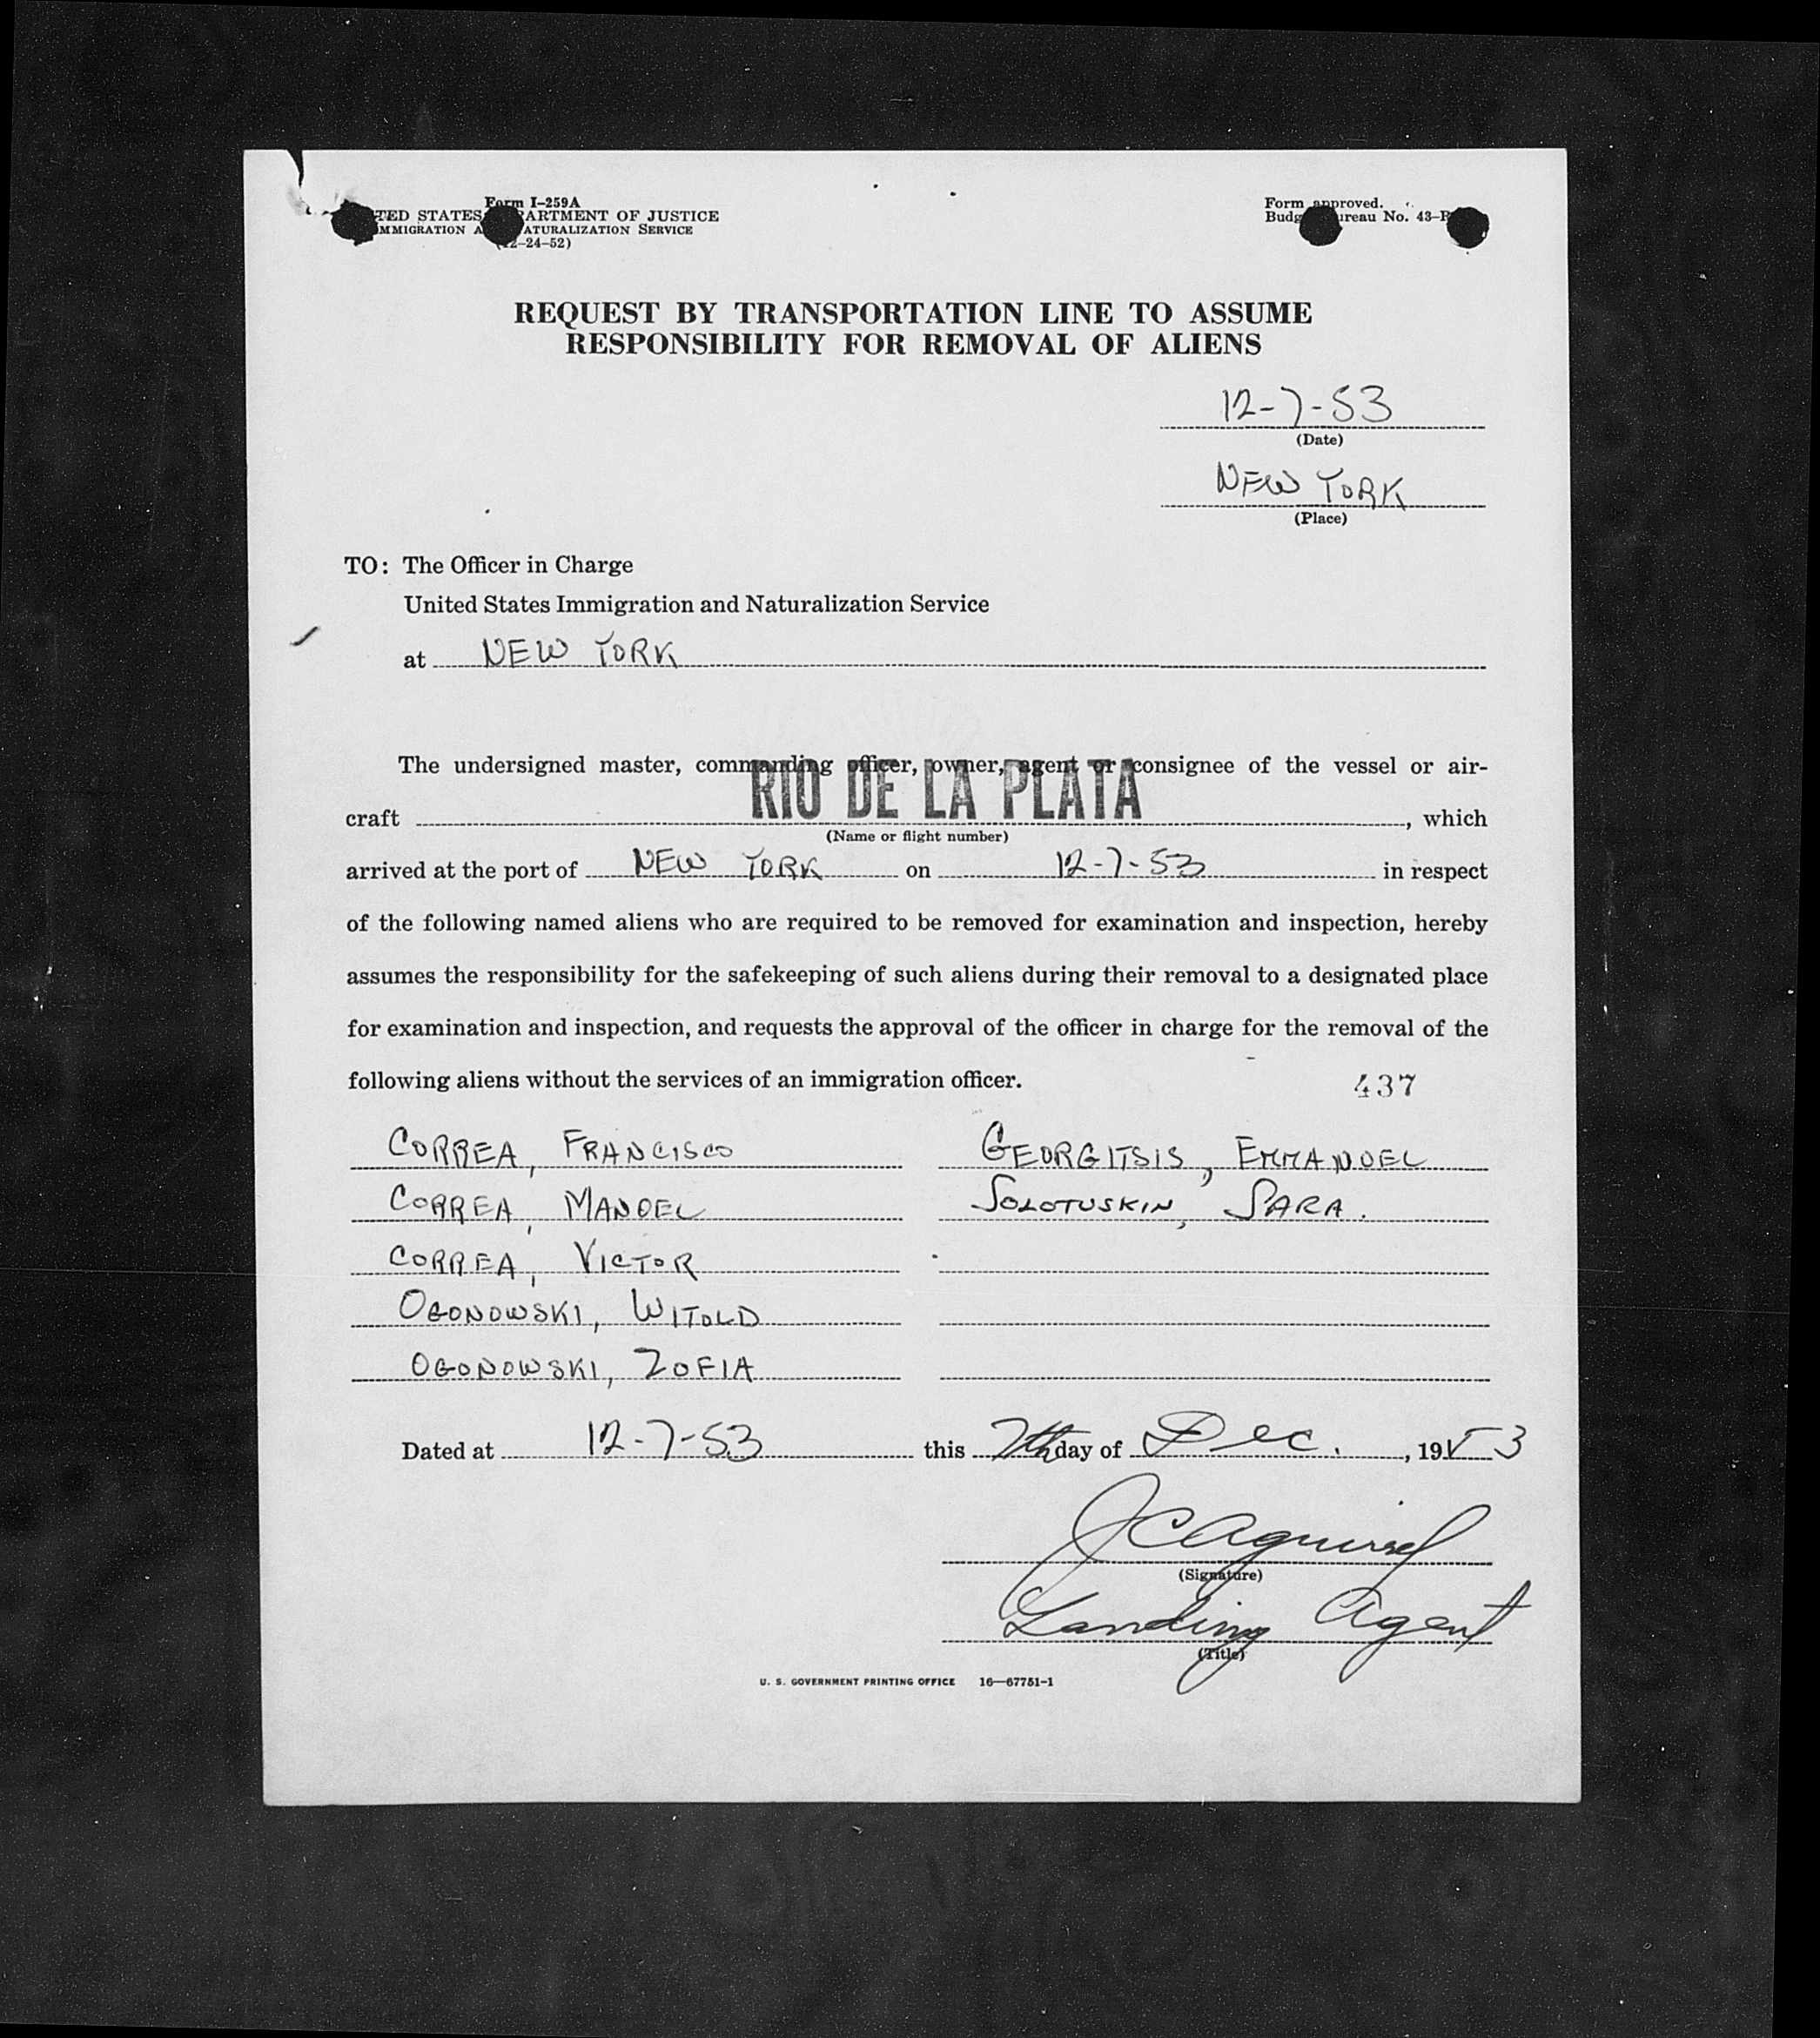 Form I-259A
TED STATES ARTMENT OF JUSTICE
MMIGRATION A ATURALIZATION SERVICE
(12-24-52)
Form approved.
Budg ureau No. 43-R
REQUEST BY TRANSPORTATION LINE TO ASSUME
RESPONSIBILITY FOR REMOVAL OF ALIENS
12-7-53
(Date)
NEW YORK
(Place)
TO: The Officer in Charge
United States Immigration and Naturalization Service
at NEW YORK
The undersigned master, commanding officer, owner, agent or consignee of the vessel or air-
craft RIO DE LA PLATA, which
(Name or flight number)
arrived at the port of NEW YORK on 12-7-53 in respect
of the following named aliens who are required to be removed for examination and inspection, hereby
assumes the responsibility for the safekeeping of such aliens during their removal to a designated place
for examination and inspection, and requests the approval of the officer in charge for the removal of the
following aliens without the services of an immigration officer.
437
CORREA, FRANCISCO GEORGITSIS, EMMANOEL
CORREA, MANOEL SOLOTUSKIN, SARA.
CORREA, VICTOR
OGONOWSKI, WITOLD
OGONOWSKI, ZOFIA
Dated at 12-7-53 this 7th day of Dec., 1953
(Signature)
Landing Agent
(Title)
U. S. GOVERNMENT PRINTING OFFICE 16—67751-1